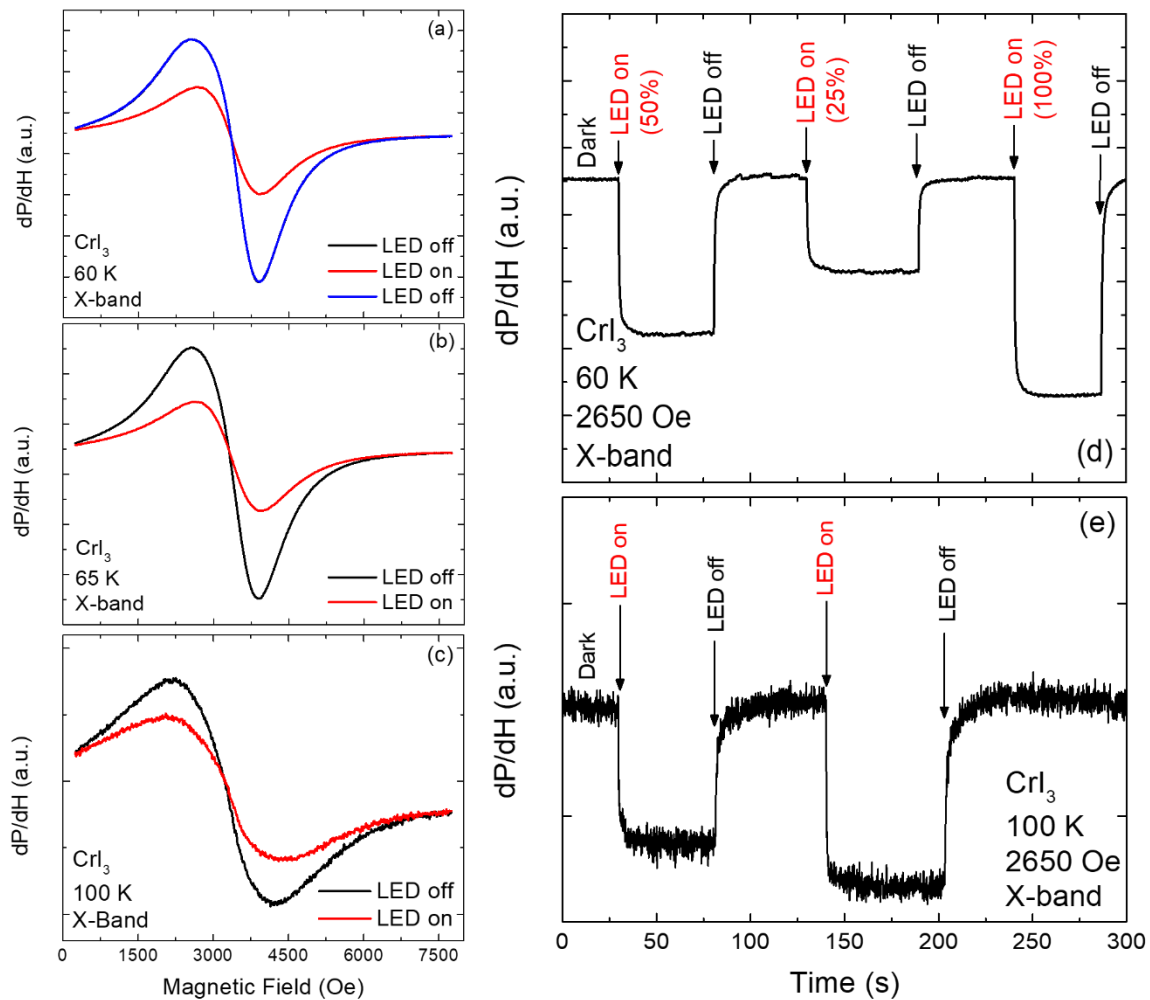 (a)
dP/dH (a.u.)
CrI₃
60 K
X-band
LED off
LED on
LED off
(b)
dP/dH (a.u.)
CrI₃
65 K
X-band
LED off
LED on
(c)
dP/dH (a.u.)
CrI₃
100 K
X-Band
LED off
LED on
0 1500 3000 4500 6000 7500
Magnetic Field (Oe)
dP/dH (a.u.)
Dark
LED on
(50%)
LED off
LED on
(25%)
LED off
LED on
(100%)
LED off
CrI₃
60 K
2650 Oe
X-band
(d)
(e)
dP/dH (a.u.)
Dark
LED on
LED off
LED on
LED off
CrI₃
100 K
2650 Oe
X-band
0 50 100 150 200 250 300
Time (s)